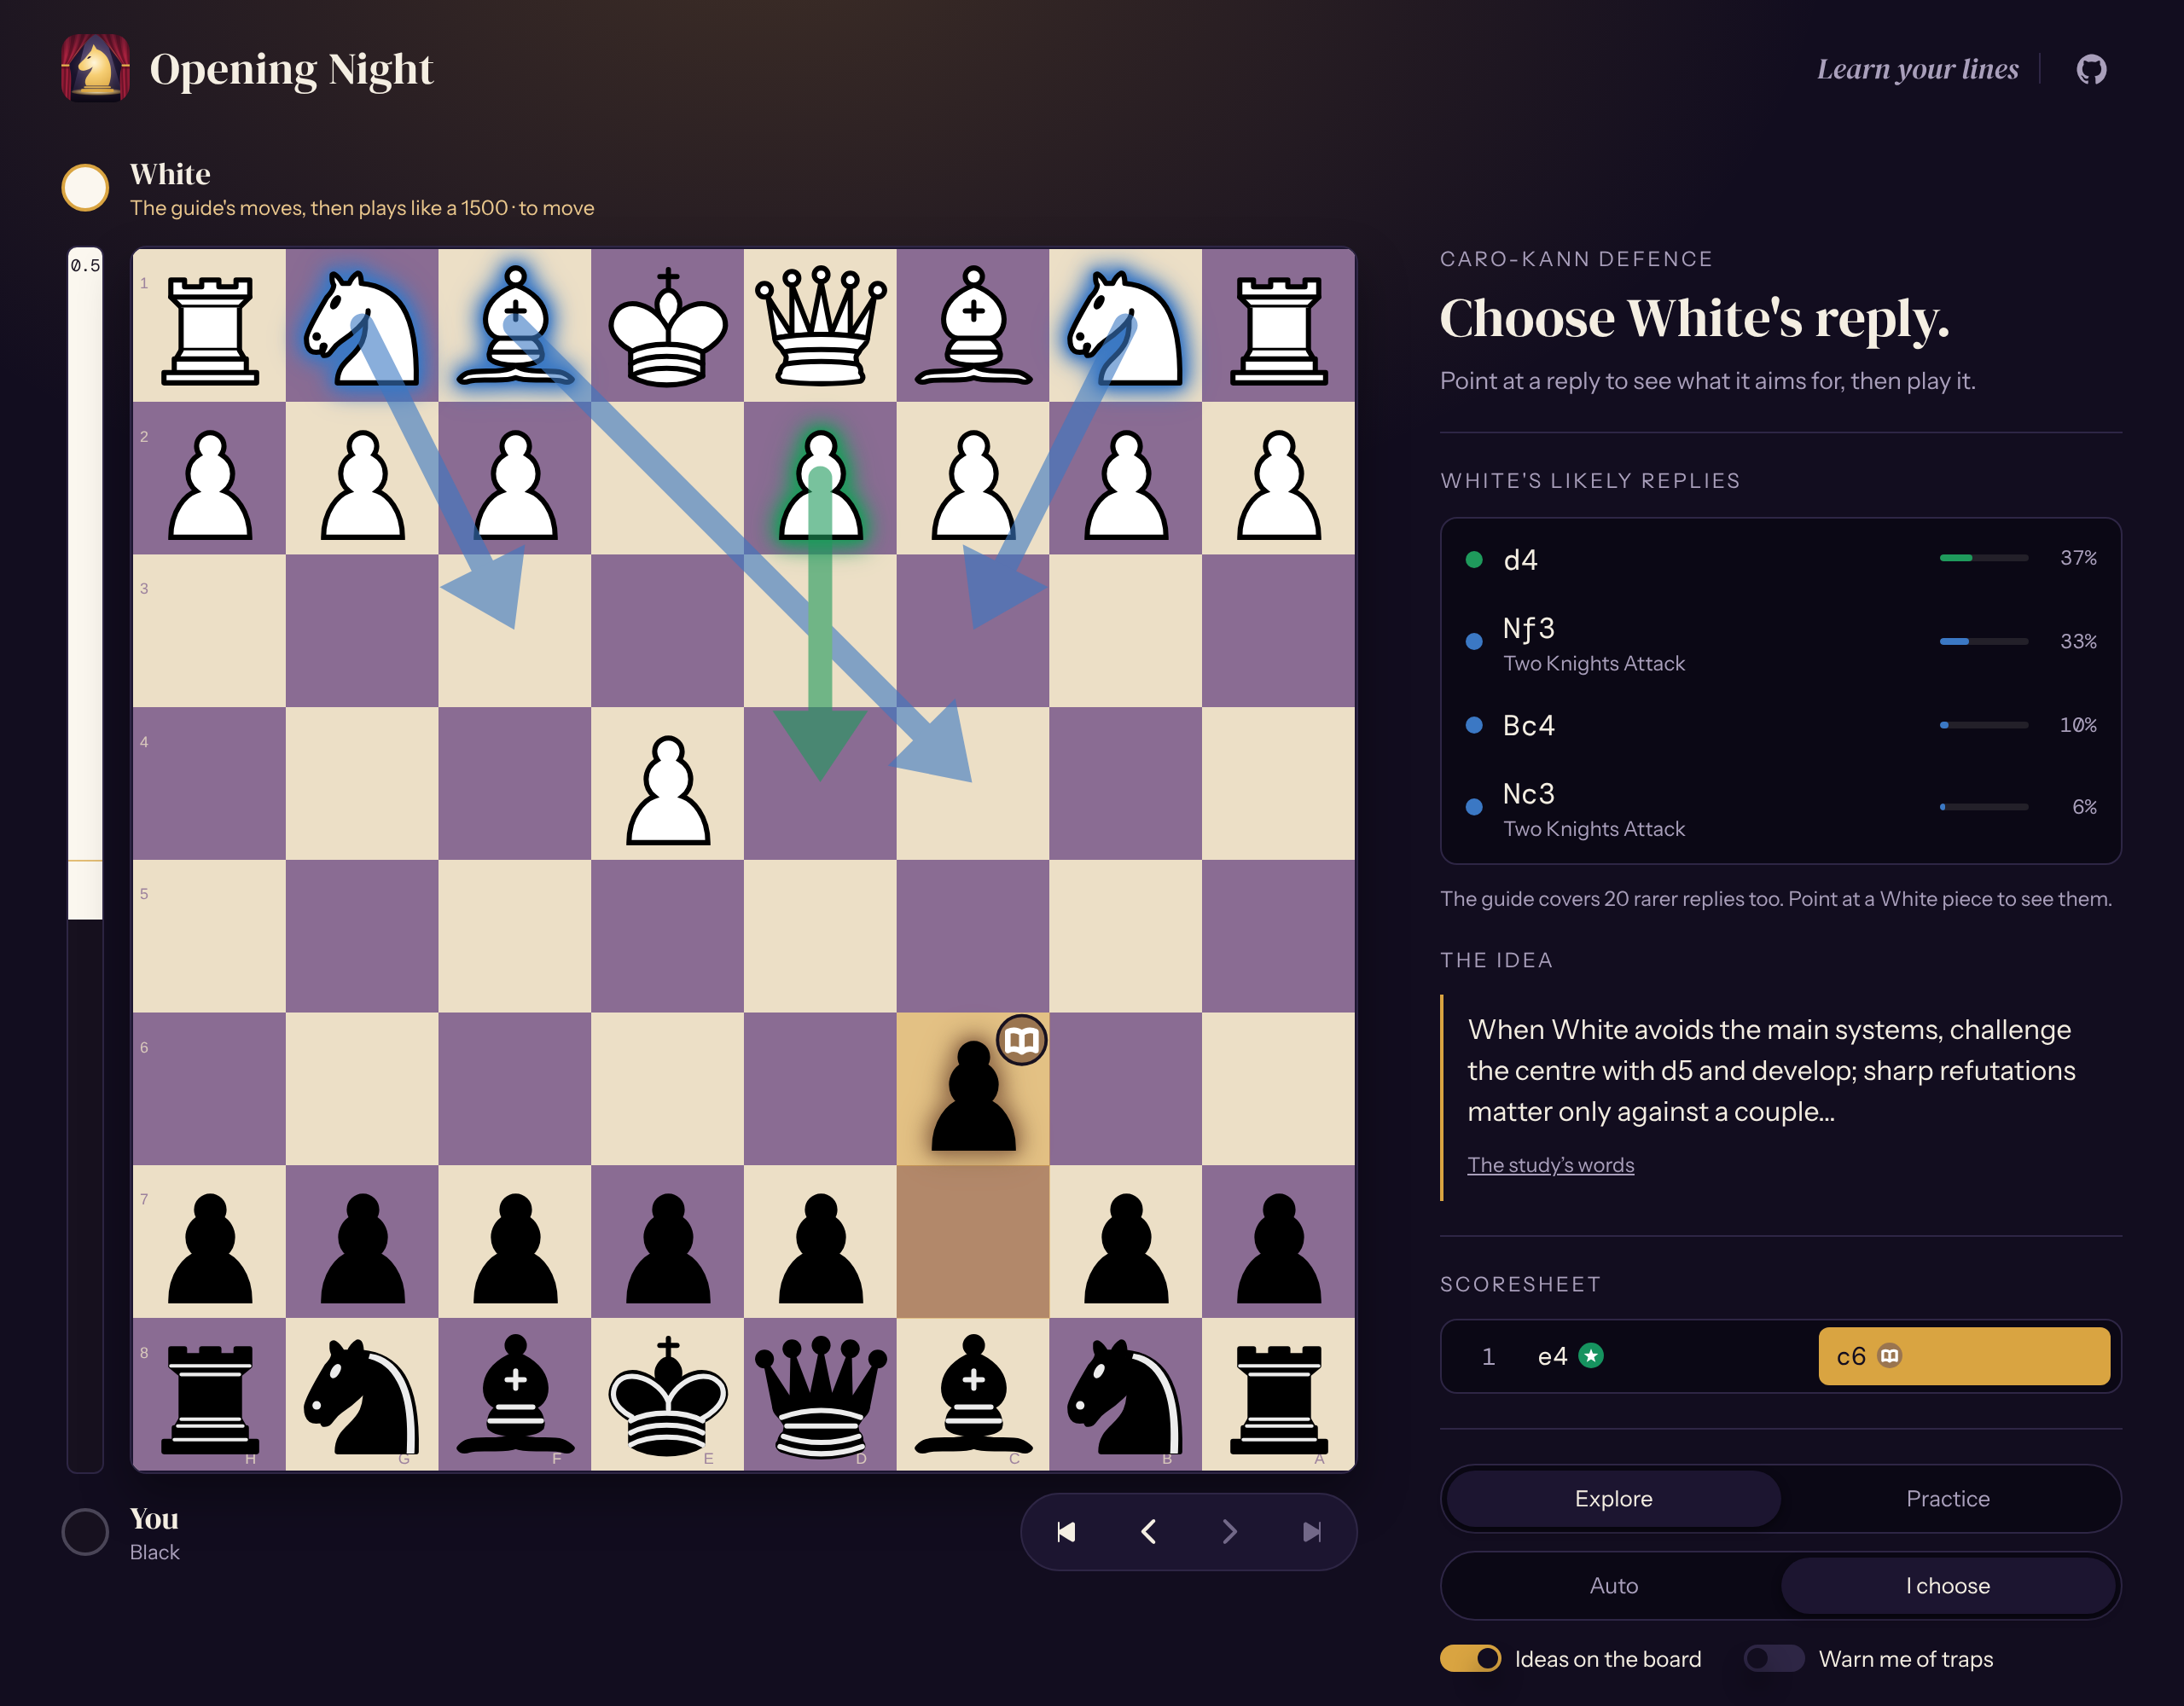 Opening Night
Learn your lines
White
The guide's moves, then plays like a 1500 · to move
0.5
1
2
3
4
5
6
7
8
H G F E D C B A
You
Black
CARO-KANN DEFENCE
Choose White's reply.
Point at a reply to see what it aims for, then play it.
WHITE'S LIKELY REPLIES
d4 37%
Nf3 33%
Two Knights Attack
Bc4 10%
Nc3 6%
Two Knights Attack
The guide covers 20 rarer replies too. Point at a White piece to see them.
THE IDEA
When White avoids the main systems, challenge
the centre with d5 and develop; sharp refutations
matter only against a couple...
The study's words
SCORESHEET
1 e4 c6
Explore Practice
Auto I choose
Ideas on the board Warn me of traps